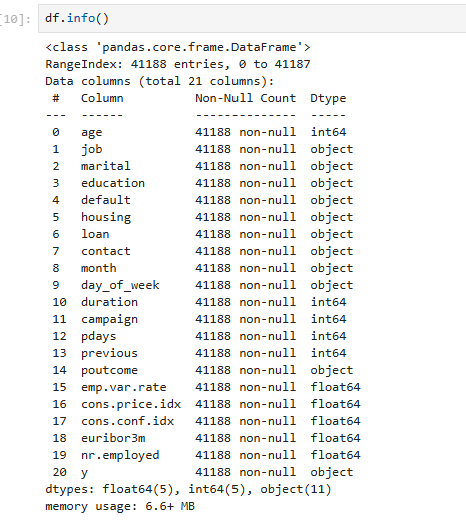 [10]: df.info()
<class 'pandas.core.frame.DataFrame'>
RangeIndex: 41188 entries, 0 to 41187
Data columns (total 21 columns):
 #   Column          Non-Null Count  Dtype
---  ------          --------------  -----
 0   age             41188 non-null  int64
 1   job             41188 non-null  object
 2   marital         41188 non-null  object
 3   education       41188 non-null  object
 4   default         41188 non-null  object
 5   housing         41188 non-null  object
 6   loan            41188 non-null  object
 7   contact         41188 non-null  object
 8   month           41188 non-null  object
 9   day_of_week     41188 non-null  object
 10  duration        41188 non-null  int64
 11  campaign        41188 non-null  int64
 12  pdays           41188 non-null  int64
 13  previous        41188 non-null  int64
 14  poutcome        41188 non-null  object
 15  emp.var.rate    41188 non-null  float64
 16  cons.price.idx  41188 non-null  float64
 17  cons.conf.idx   41188 non-null  float64
 18  euribor3m       41188 non-null  float64
 19  nr.employed     41188 non-null  float64
 20  y               41188 non-null  object
dtypes: float64(5), int64(5), object(11)
memory usage: 6.6+ MB